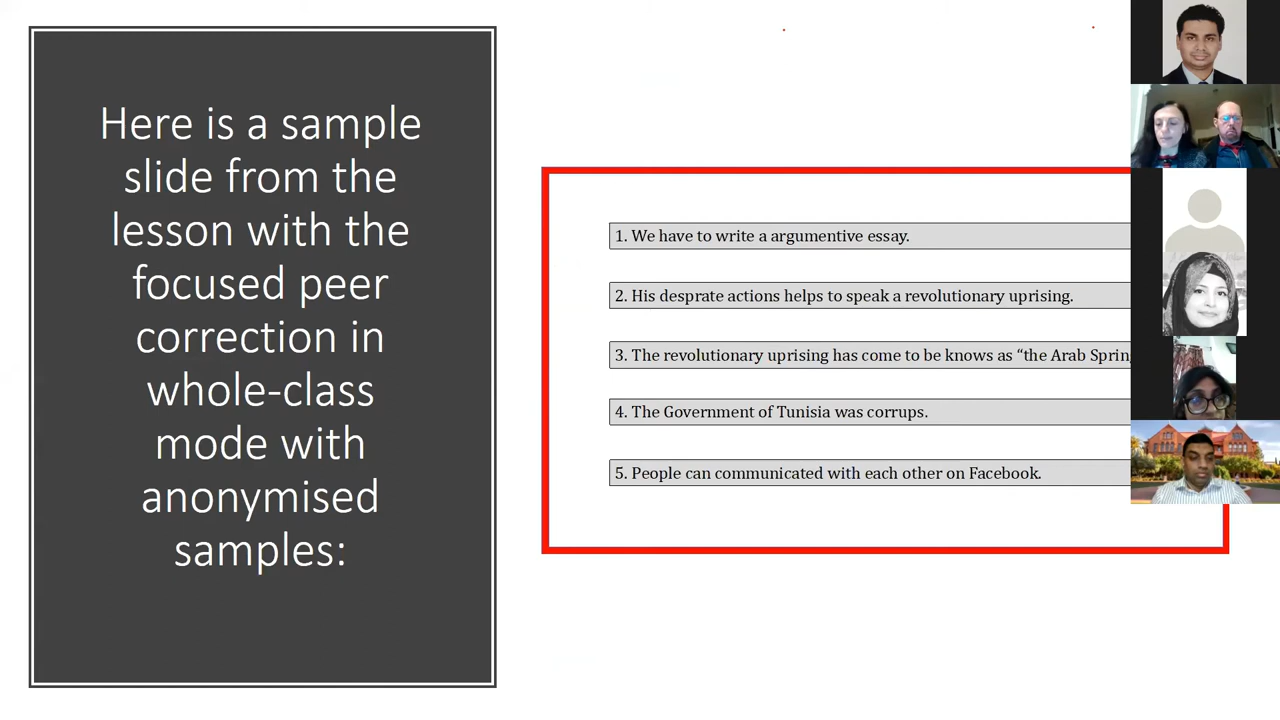 Here is a sample
slide from the
lesson with the
focused peer
correction in
whole-class
mode with
anonymised
samples:
1. We have to write a argumentive essay.
2. His desprate actions helps to speak a revolutionary uprising.
3. The revolutionary uprising has come to be knows as “the Arab Sprin
4. The Government of Tunisia was corrups.
5. People can communicated with each other on Facebook.